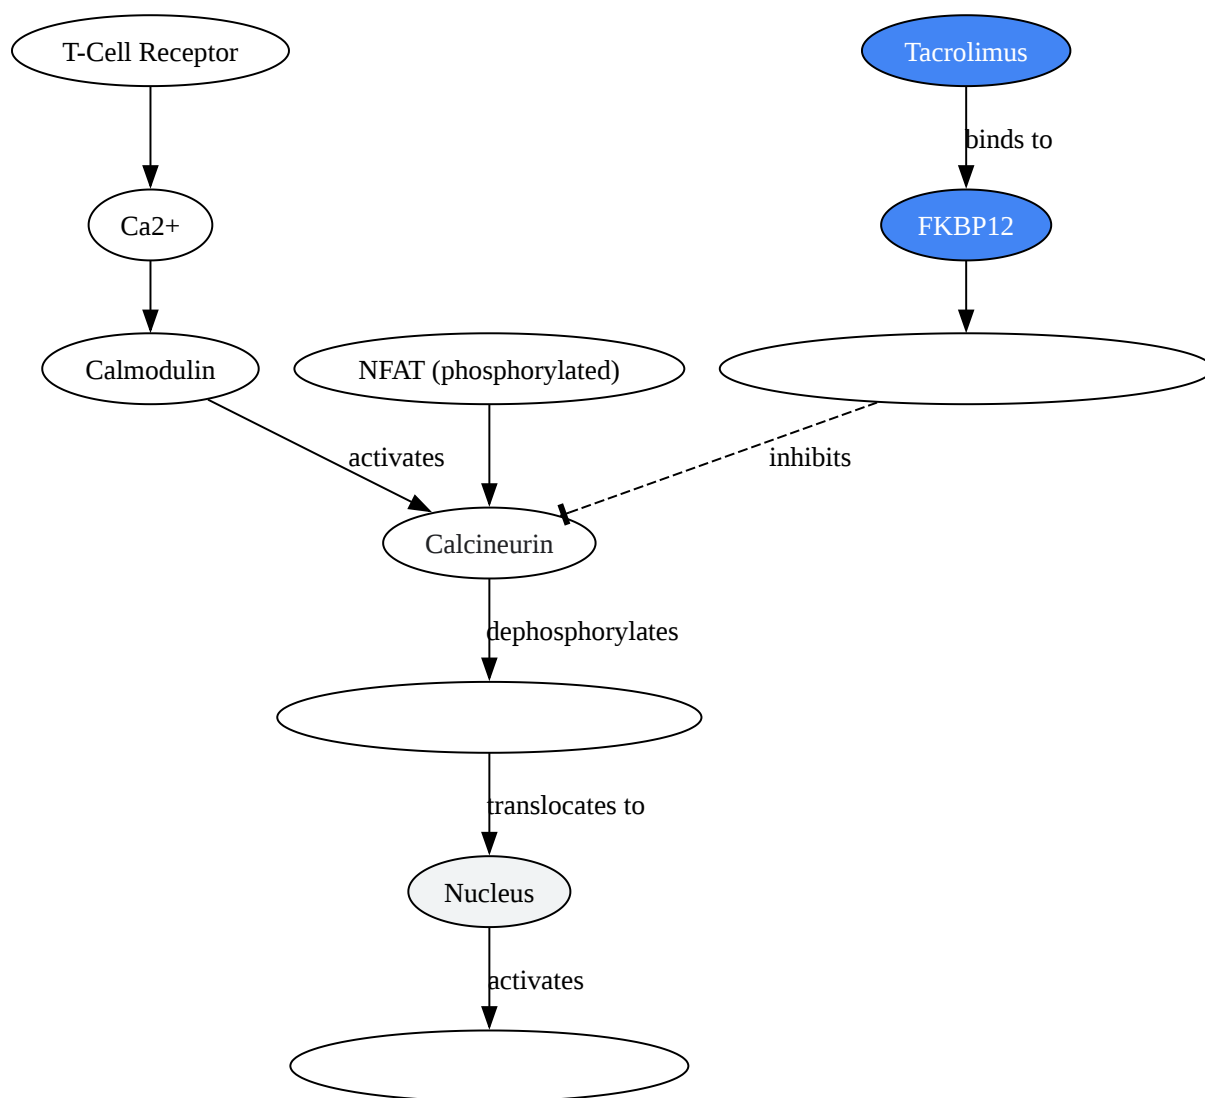 T-Cell Receptor
Tacrolimus
binds to
Ca2+
FKBP12
Calmodulin
NFAT (phosphorylated)
activates
inhibits
Calcineurin
dephosphorylates
translocates to
Nucleus
activates